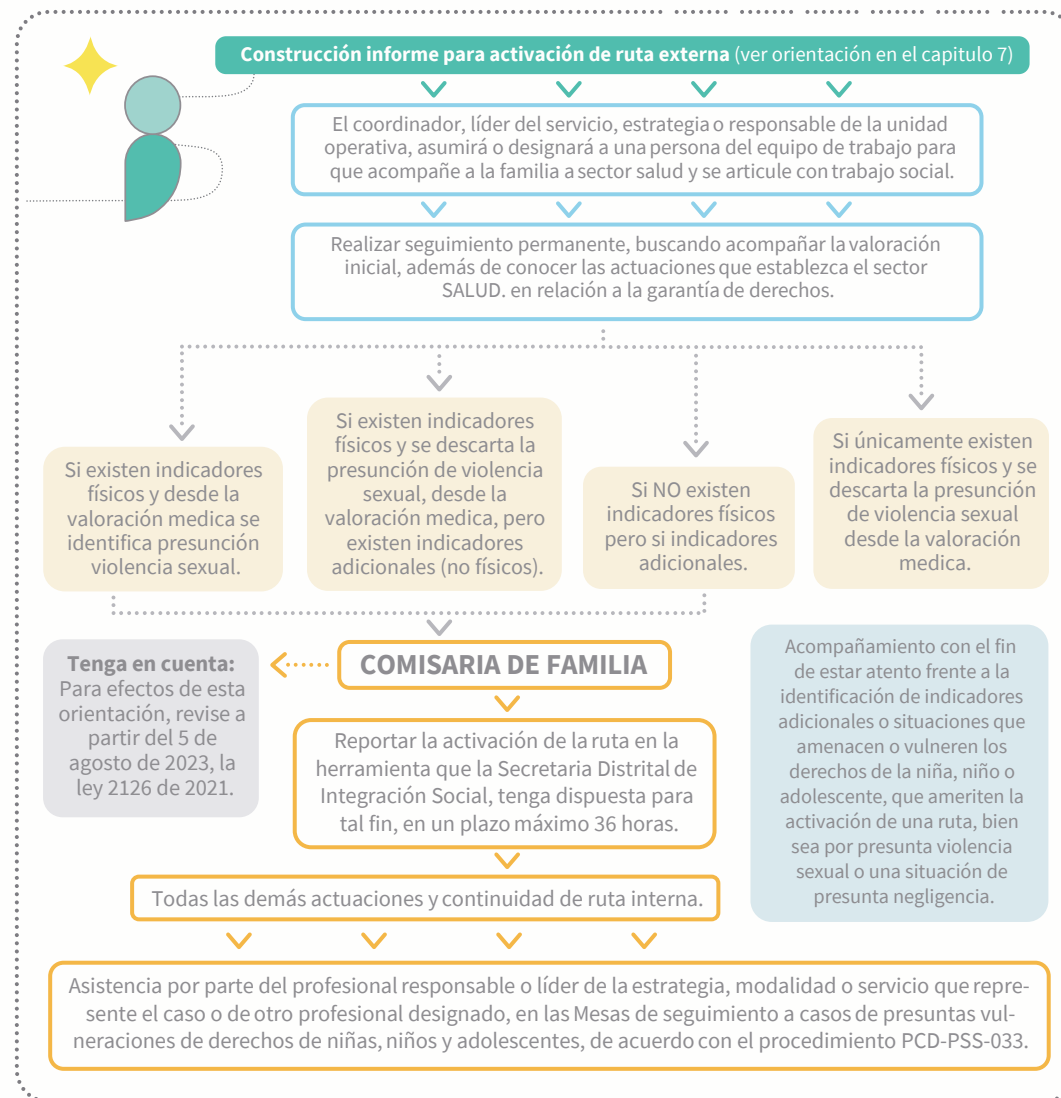 Construcción informe para activación de ruta externa (ver orientación en el capitulo 7)
El coordinador, líder del servicio, estrategia o responsable de la unidad
operativa, asumirá o designará a una persona del equipo de trabajo para
que acompañe a la familia a sector salud y se articule con trabajo social.
Realizar seguimiento permanente, buscando acompañar la valoración
inicial, además de conocer las actuaciones que establezca el sector
SALUD. en relación a la garantía de derechos.
Si existen indicadores
físicos y desde la
valoración medica se
identifica presunción
violencia sexual.
Si existen indicadores
físicos y se descarta la
presunción de violencia
sexual, desde la
valoración medica, pero
existen indicadores
adicionales (no físicos).
Si NO existen
indicadores físicos
pero si indicadores
adicionales.
Si únicamente existen
indicadores físicos y se
descarta la presunción
de violencia sexual
desde la valoración
medica.
Tenga en cuenta:
Para efectos de esta
orientación, revise a
partir del 5 de
agosto de 2023, la
ley 2126 de 2021.
COMISARIA DE FAMILIA
Reportar la activación de la ruta en la
herramienta que la Secretaria Distrital de
Integración Social, tenga dispuesta para
tal fin, en un plazo máximo 36 horas.
Acompañamiento con el fin
de estar atento frente a la
identificación de indicadores
adicionales o situaciones que
amenacen o vulneren los
derechos de la niña, niño o
adolescente, que ameriten la
activación de una ruta, bien
sea por presunta violencia
sexual o una situación de
presunta negligencia.
Todas las demás actuaciones y continuidad de ruta interna.
Asistencia por parte del profesional responsable o líder de la estrategia, modalidad o servicio que repre-
sente el caso o de otro profesional designado, en las Mesas de seguimiento a casos de presuntas vul-
neraciones de derechos de niñas, niños y adolescentes, de acuerdo con el procedimiento PCD-PSS-033.